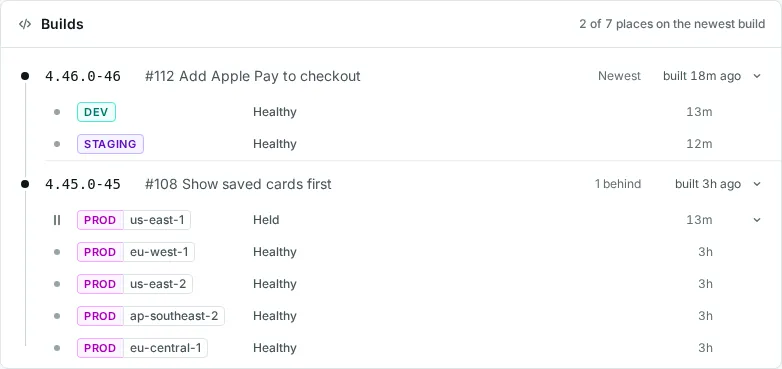 Builds 2 of 7 places on the newest build
4.46.0-46 #112 Add Apple Pay to checkout Newest built 18m ago
DEV Healthy 13m
STAGING Healthy 12m
4.45.0-45 #108 Show saved cards first 1 behind built 3h ago
PROD us-east-1 Held 13m
PROD eu-west-1 Healthy 3h
PROD us-east-2 Healthy 3h
PROD ap-southeast-2 Healthy 3h
PROD eu-central-1 Healthy 3h